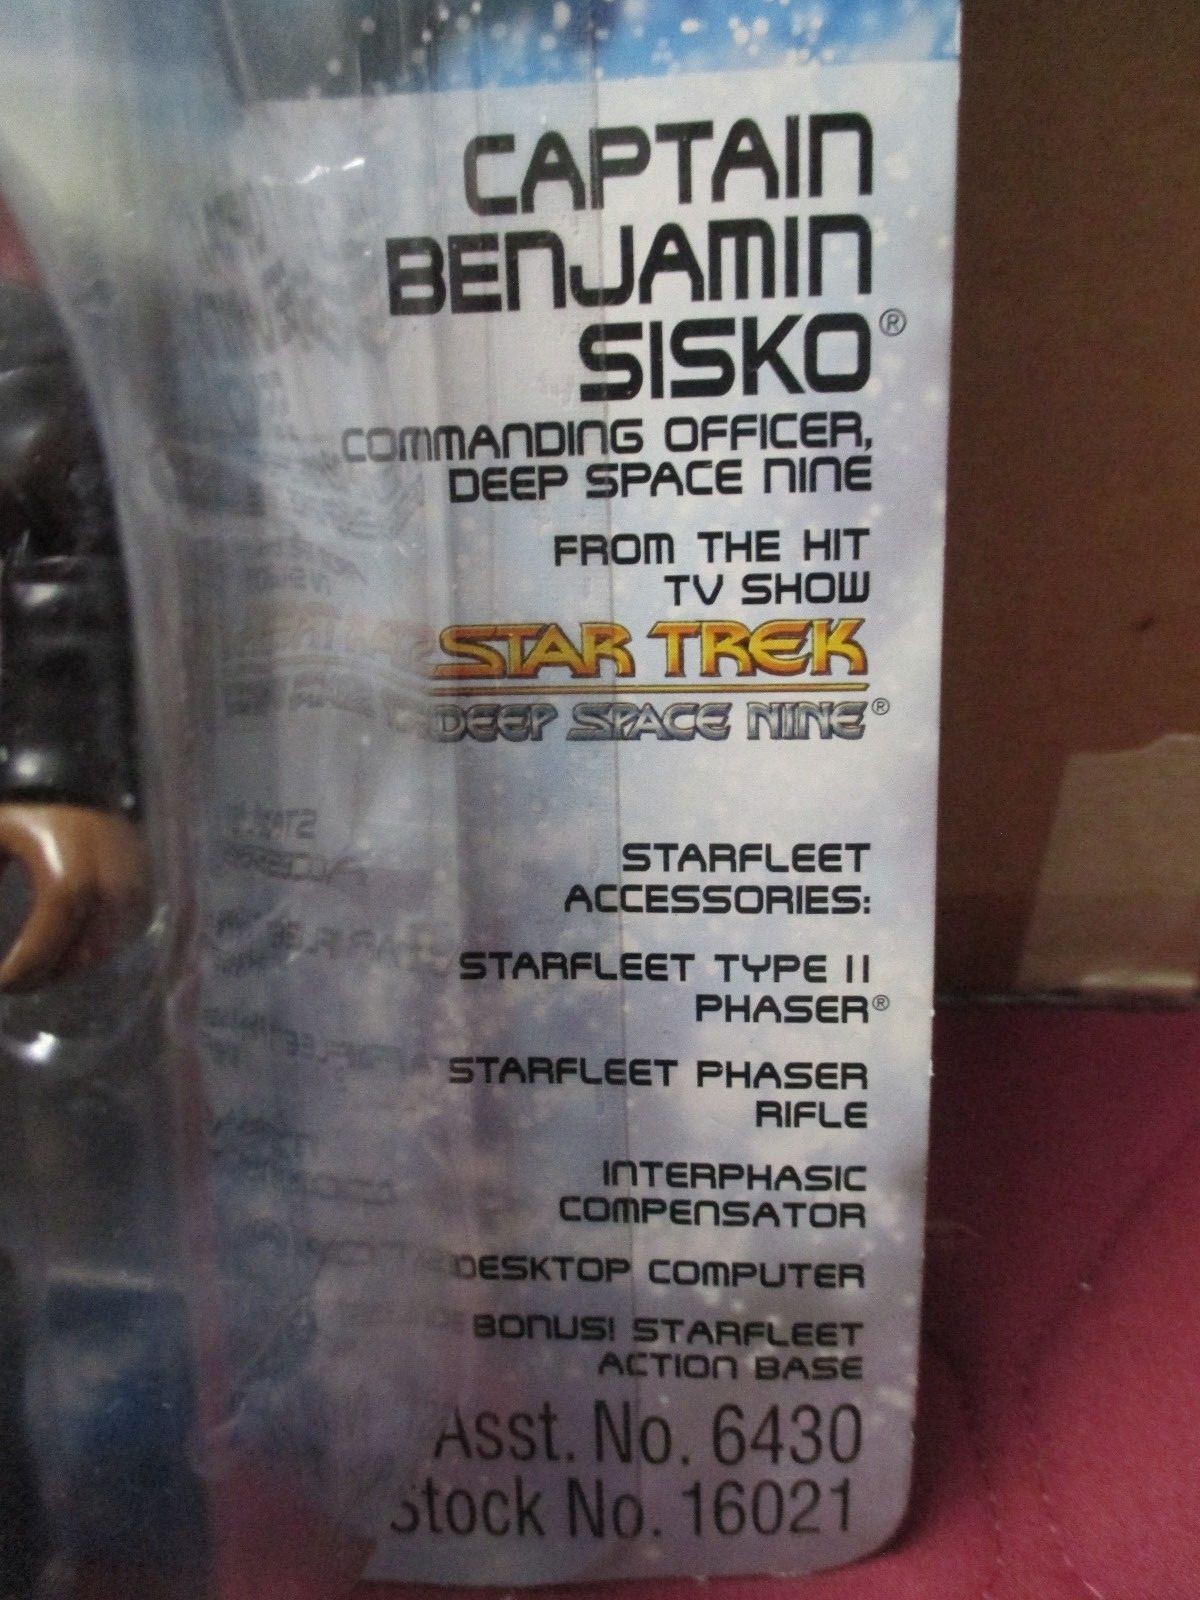 CAPTAIN
BENJAMIN
SISKO®
COMMANDING OFFICER,
DEEP SPACE NINE
FROM THE HIT
TV SHOW
STAR TREK
DEEP SPACE NINE®
STARFLEET
ACCESSORIES:
STARFLEET TYPE II
PHASER®
STARFLEET PHASER
RIFLE
INTERPHASIC
COMPENSATOR
DESKTOP COMPUTER
BONUS! STARFLEET
ACTION BASE
Asst. No. 6430
Stock No. 16021